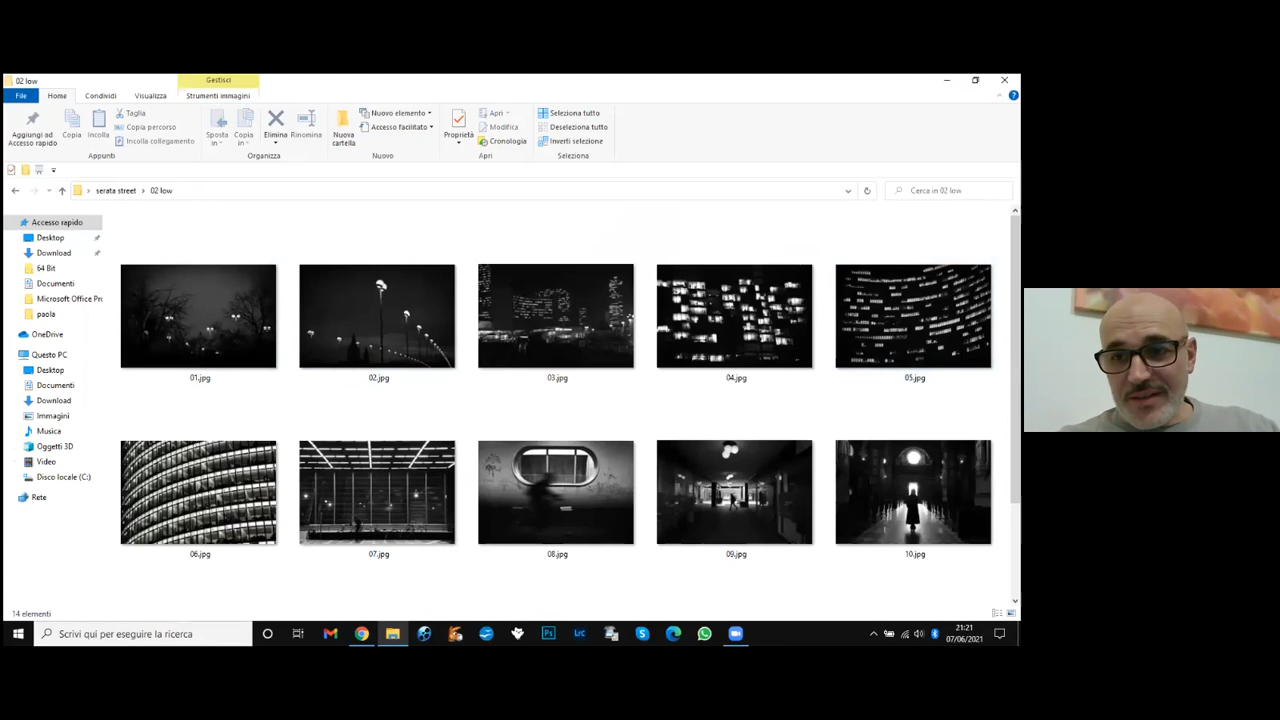 02 low
Gestisci
File
Home
Condividi
Visualizza
Strumenti immagini
Aggiungi ad
Accesso rapido
Copia
Incolla
Taglia
Copia percorso
Incolla collegamento
Appunti
Sposta
in
Copia
in
Elimina
Rinomina
Organizza
Nuova
cartella
Nuovo elemento
Accesso facilitato
Nuovo
Proprietà
Apri
Modifica
Cronologia
Apri
Seleziona tutto
Deseleziona tutto
Inverti selezione
Seleziona
serata street > 02 low
Cerca in 02 low
Accesso rapido
Desktop
Download
64 Bit
Documenti
Microsoft Office Pro
paola
OneDrive
Questo PC
Desktop
Documenti
Download
Immagini
Musica
Oggetti 3D
Video
Disco locale (C:)
Rete
01.jpg
02.jpg
03.jpg
04.jpg
05.jpg
06.jpg
07.jpg
08.jpg
09.jpg
10.jpg
14 elementi
Scrivi qui per eseguire la ricerca
Ps
Lrc
21:21
07/06/2021